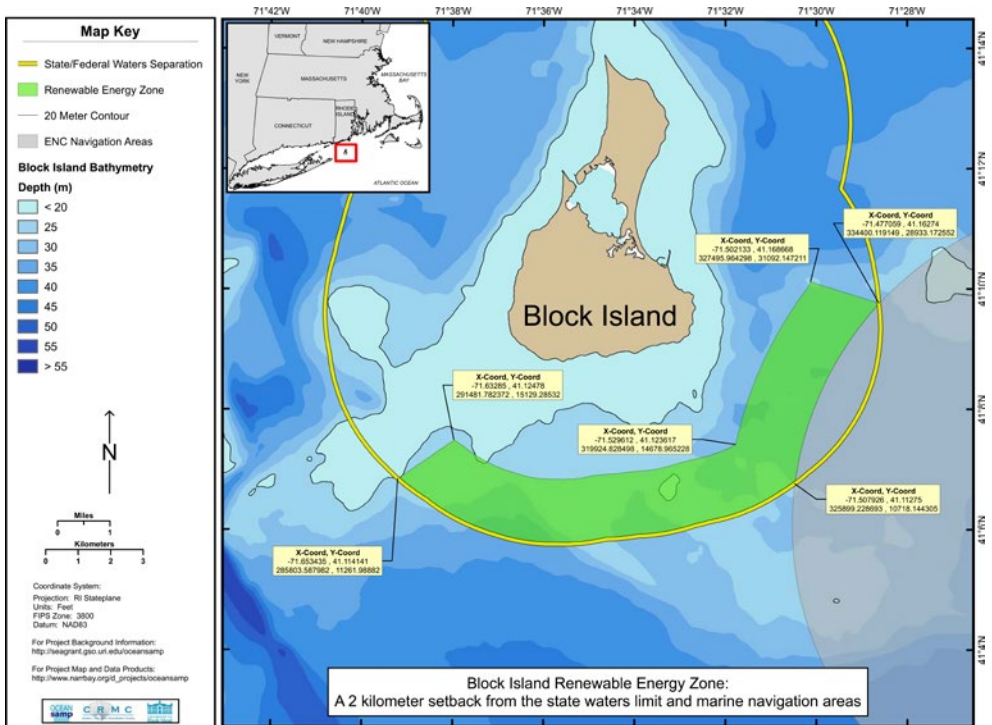 Map Key
State/Federal Waters Separation
Renewable Energy Zone
20 Meter Contour
ENC Navigation Areas
Block Island Bathymetry
Depth (m)
< 20
25
30
35
40
45
50
55
> 55
N
Miles
0 1
Kilometers
0 1 2 3
Coordinate System:
Projection: RI Stateplane
Units: Feet
FIPS Zone: 3800
Datum: NAD83
For Project Background Information:
http://seagrant.gso.uri.edu/oceansamp
For Project Map and Data Products:
http://www.narrbay.org/d_projects/oceansamp
OCEAN
samp
CRMC
71°42'W 71°40'W 71°38'W 71°36'W 71°34'W 71°32'W 71°30'W 71°28'W
VERMONT
NEW HAMPSHIRE
NEW
YORK
MASSACHUSETTS
MASSACHUSETTS
BAY
CONNECTICUT
RHODE
ISLAND
ATLANTIC OCEAN
41°14'N
41°12'N
41°10'N
41°8'N
41°6'N
41°4'N
X-Coord, Y-Coord
-71.477059 , 41.16274
334400.119149 , 28933.172552
X-Coord, Y-Coord
-71.502133 , 41.168668
327495.964298 , 31092.147211
Block Island
X-Coord, Y-Coord
-71.63285 , 41.12478
291481.782372 , 15129.28532
X-Coord, Y-Coord
-71.529612 , 41.123617
319924.828498 , 14678.965228
X-Coord, Y-Coord
-71.507926 , 41.11275
325899.228693 , 10718.144305
X-Coord, Y-Coord
-71.653435 , 41.114141
285803.587982 , 11261.98882
Block Island Renewable Energy Zone:
A 2 kilometer setback from the state waters limit and marine navigation areas